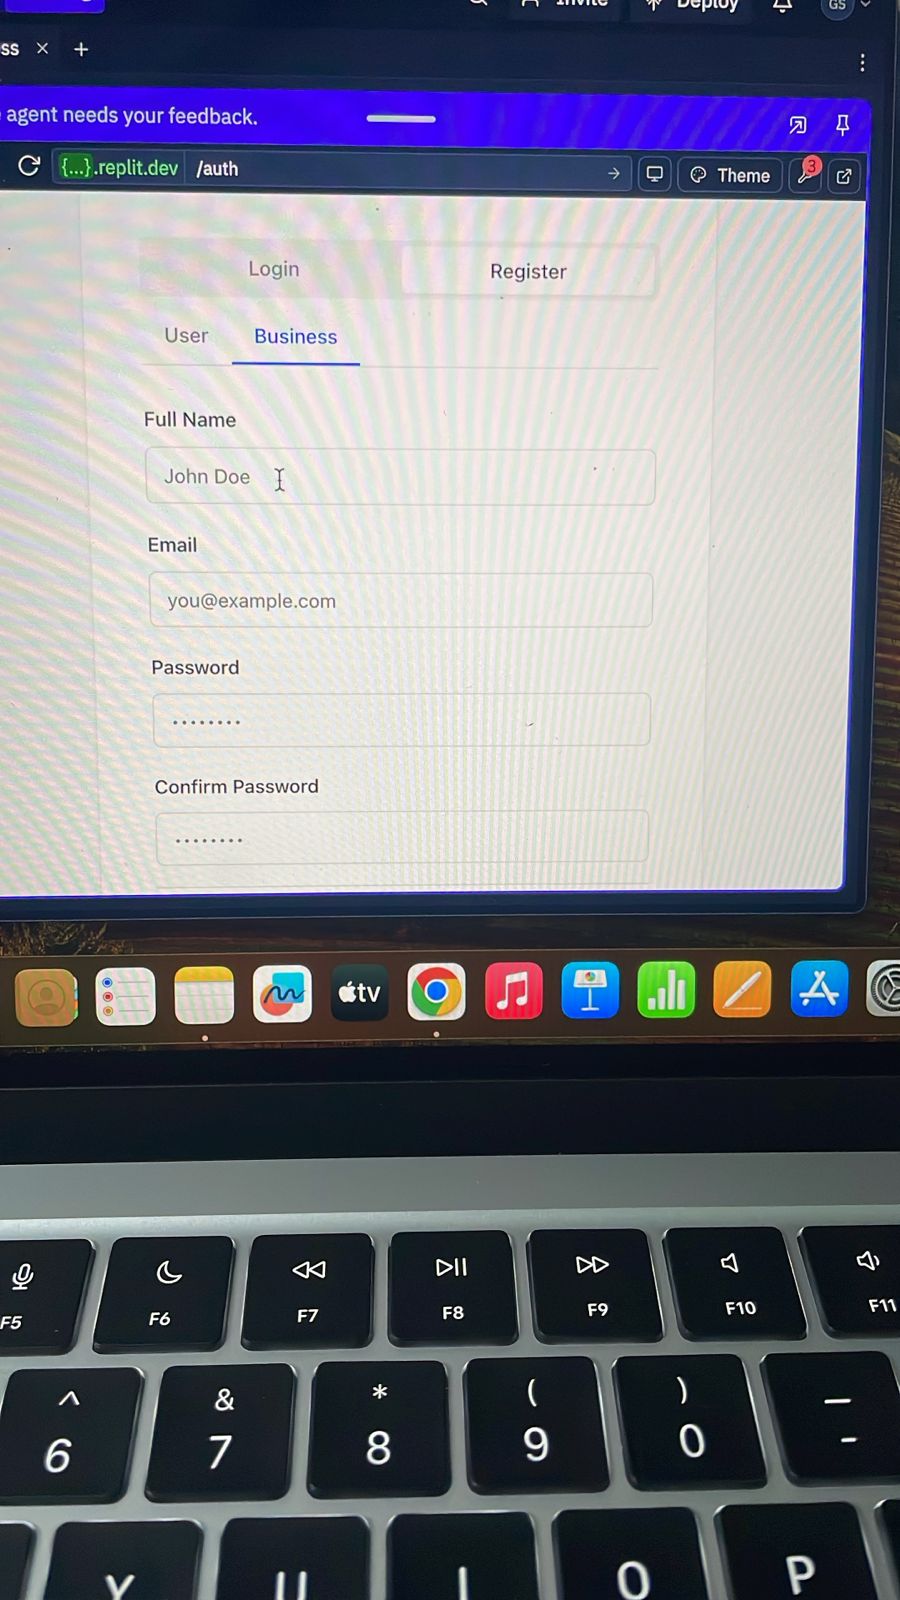 Deploy
GS
ss
agent needs your feedback.
{...}.replit.dev /auth
Theme
3
Login
Register
User
Business
Full Name
John Doe
Email
you@example.com
Password
Confirm Password
tv
F5
F6
F7
F8
F9
F10
F11
^
6
&
7
*
8
(
9
)
0
-
Y
U
I
O
P